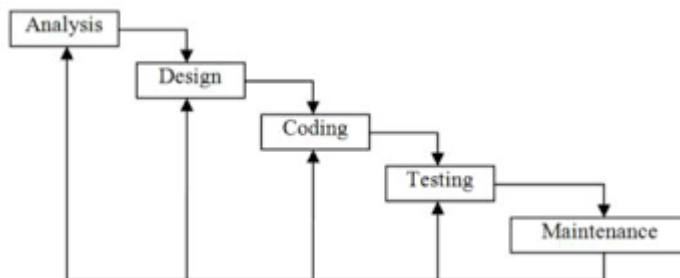 Analysis
Design
Coding
Testing
Maintenance